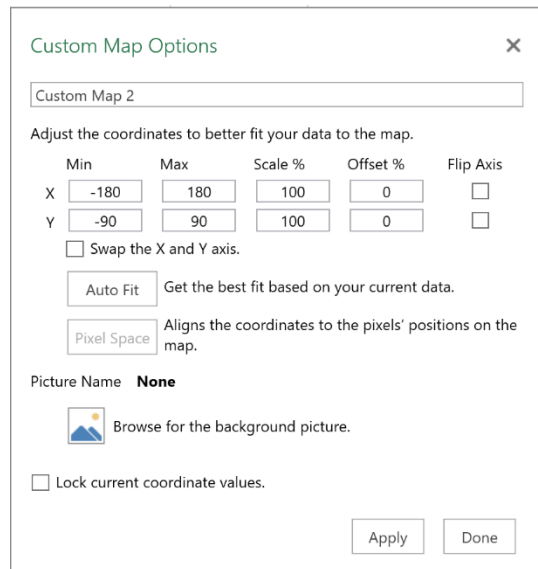 Custom Map Options
Custom Map 2
Adjust the coordinates to better fit your data to the map.
Min Max Scale % Offset % Flip Axis
X -180 180 100 0
Y -90 90 100 0
Swap the X and Y axis.
Auto Fit Get the best fit based on your current data.
Pixel Space Aligns the coordinates to the pixels' positions on the
map.
Picture Name None
Browse for the background picture.
Lock current coordinate values.
Apply Done